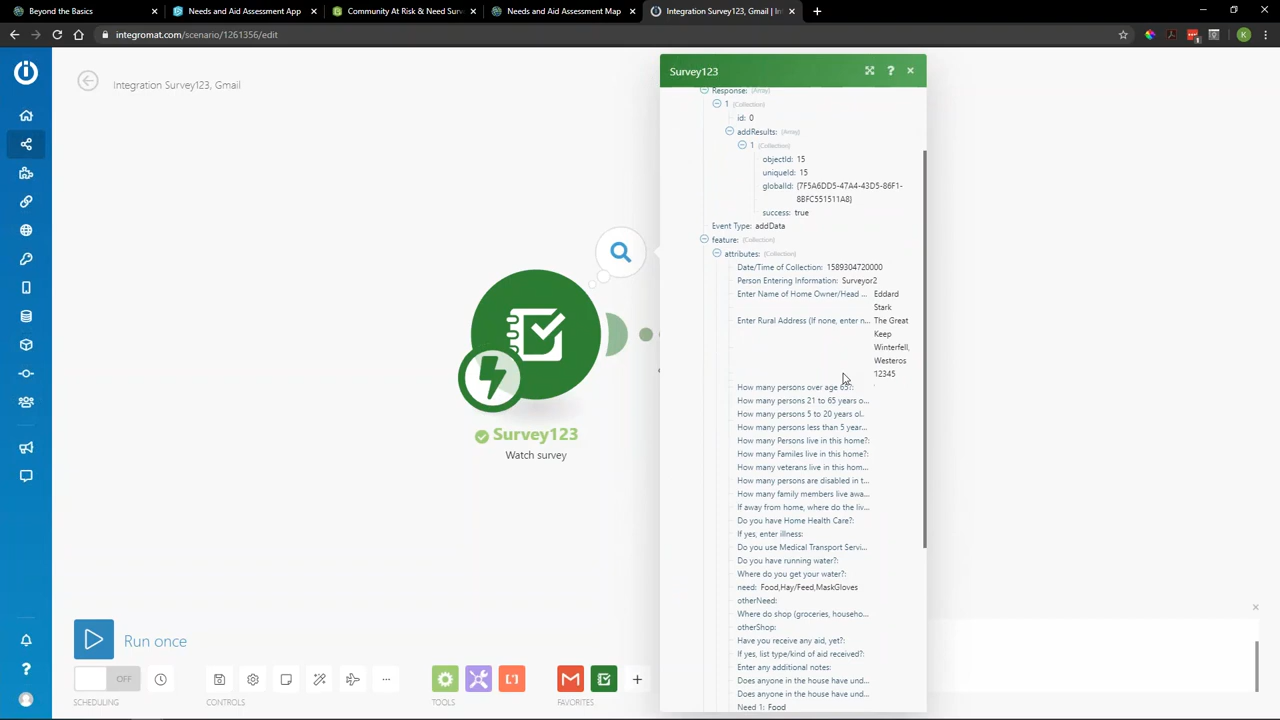 Basics
Needs and Aid Assessment App
Community At Risk & Need Surv
Needs and Aid Assessment Map
Integration Survey123, Gmail | In
integromat.com/scenario/1261356/edit
K
Integration Survey123, Gmail
Survey123
Response: (Array)
1 (Collection)
id: 0
addResults: (Array)
1 (Collection)
objectId: 15
uniqueId: 15
globalId: {7F5A6DD5-47A4-43D5-86F1-
8BFC551511A8}
success: true
Event Type: addData
feature: (Collection)
attributes: (Collection)
Date/Time of Collection: 1589304720000
Person Entering Information: Surveyor2
Enter Name of Home Owner/Head ... Eddard
Stark
Enter Rural Address (If none, enter n... The Great
Keep
Winterfell,
Westeros
12345
How many persons over age 65?:
How many persons 21 to 65 years o...
How many persons 5 to 20 years ol..
How many persons less than 5 year...
How many Persons live in this home?:
How many Familes live in this home?:
How many veterans live in this hom...
How many persons are disabled in t...
How many family members live awa...
If away from home, where do the liv...
Do you have Home Health Care?:
If yes, enter illness:
Do you use Medical Transport Servi...
Do you have running water?:
Where do you get your water?:
need: Food,Hay/Feed,MaskGloves
otherNeed:
Where do shop (groceries, househo...
otherShop:
Have you receive any aid, yet?:
If yes, list type/kind of aid received?:
Enter any additional notes:
Does anyone in the house have und...
Does anyone in the house have und...
Need 1: Food
Survey123
Watch survey
Run once
OFF
SCHEDULING
CONTROLS
TOOLS
FAVORITES